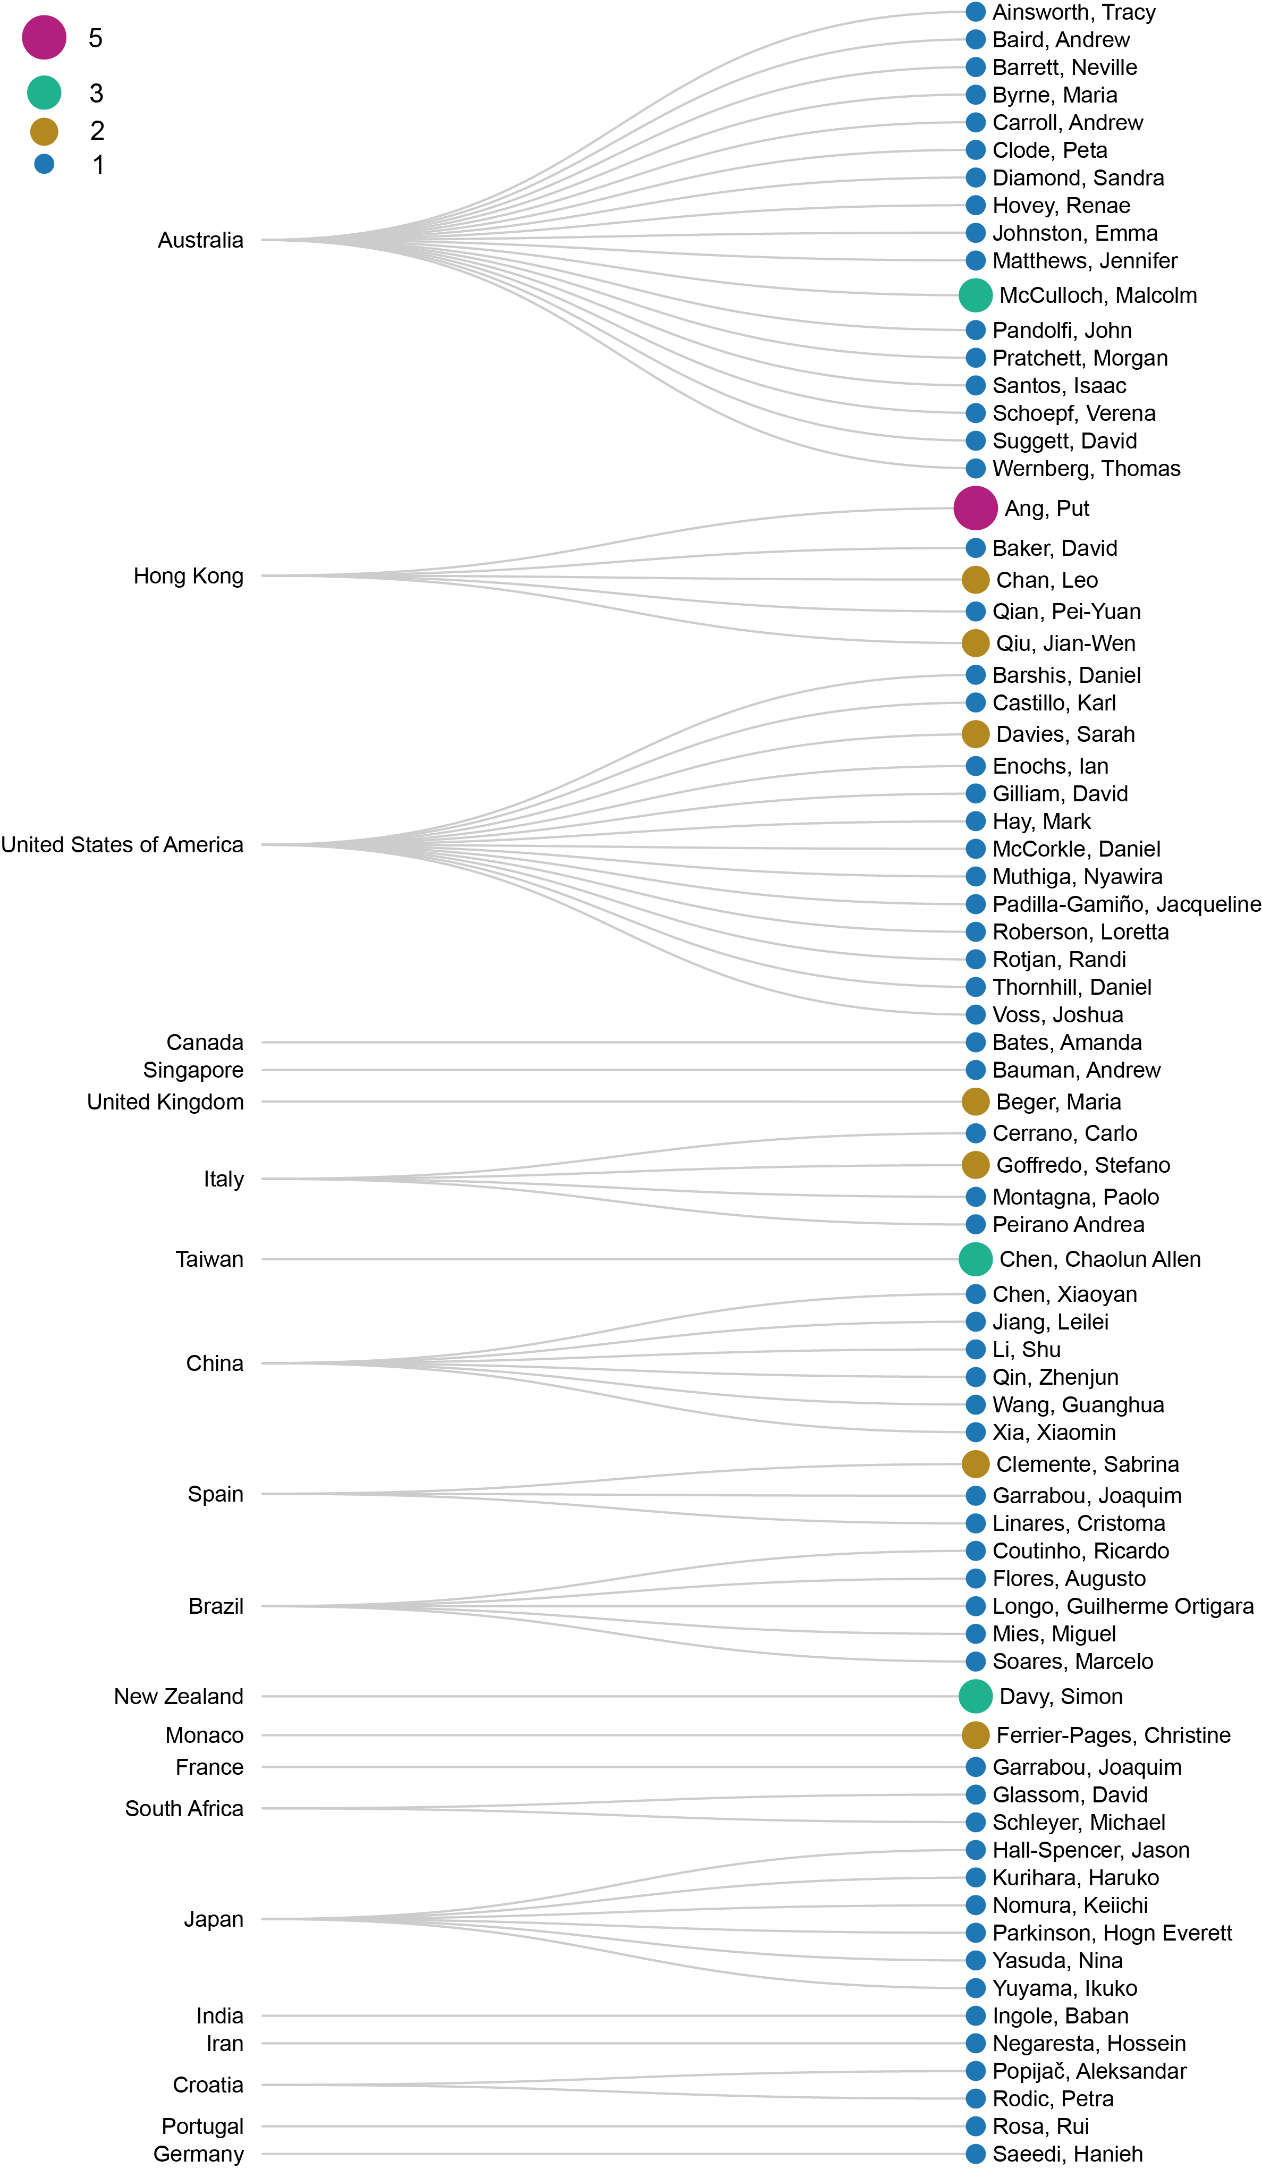 5
3
2
1
Australia
Ainsworth, Tracy
Baird, Andrew
Barrett, Neville
Byrne, Maria
Carroll, Andrew
Clode, Peta
Diamond, Sandra
Hovey, Renae
Johnston, Emma
Matthews, Jennifer
McCulloch, Malcolm
Pandolfi, John
Pratchett, Morgan
Santos, Isaac
Schoepf, Verena
Suggett, David
Wernberg, Thomas
Hong Kong
Ang, Put
Baker, David
Chan, Leo
Qian, Pei-Yuan
Qiu, Jian-Wen
United States of America
Barshis, Daniel
Castillo, Karl
Davies, Sarah
Enochs, Ian
Gilliam, David
Hay, Mark
McCorkle, Daniel
Muthiga, Nyawira
Padilla-Gamiño, Jacqueline
Roberson, Loretta
Rotjan, Randi
Thornhill, Daniel
Voss, Joshua
Canada
Bates, Amanda
Singapore
Bauman, Andrew
United Kingdom
Beger, Maria
Italy
Cerrano, Carlo
Goffredo, Stefano
Montagna, Paolo
Peirano Andrea
Taiwan
Chen, Chaolun Allen
China
Chen, Xiaoyan
Jiang, Leilei
Li, Shu
Qin, Zhenjun
Wang, Guanghua
Xia, Xiaomin
Spain
Clemente, Sabrina
Garrabou, Joaquim
Linares, Cristoma
Brazil
Coutinho, Ricardo
Flores, Augusto
Longo, Guilherme Ortigara
Mies, Miguel
Soares, Marcelo
New Zealand
Davy, Simon
Monaco
Ferrier-Pages, Christine
France
Garrabou, Joaquim
South Africa
Glassom, David
Schleyer, Michael
Japan
Hall-Spencer, Jason
Kurihara, Haruko
Nomura, Keiichi
Parkinson, Hogn Everett
Yasuda, Nina
Yuyama, Ikuko
India
Ingole, Baban
Iran
Negaresta, Hossein
Croatia
Popijač, Aleksandar
Rodic, Petra
Portugal
Rosa, Rui
Germany
Saeedi, Hanieh